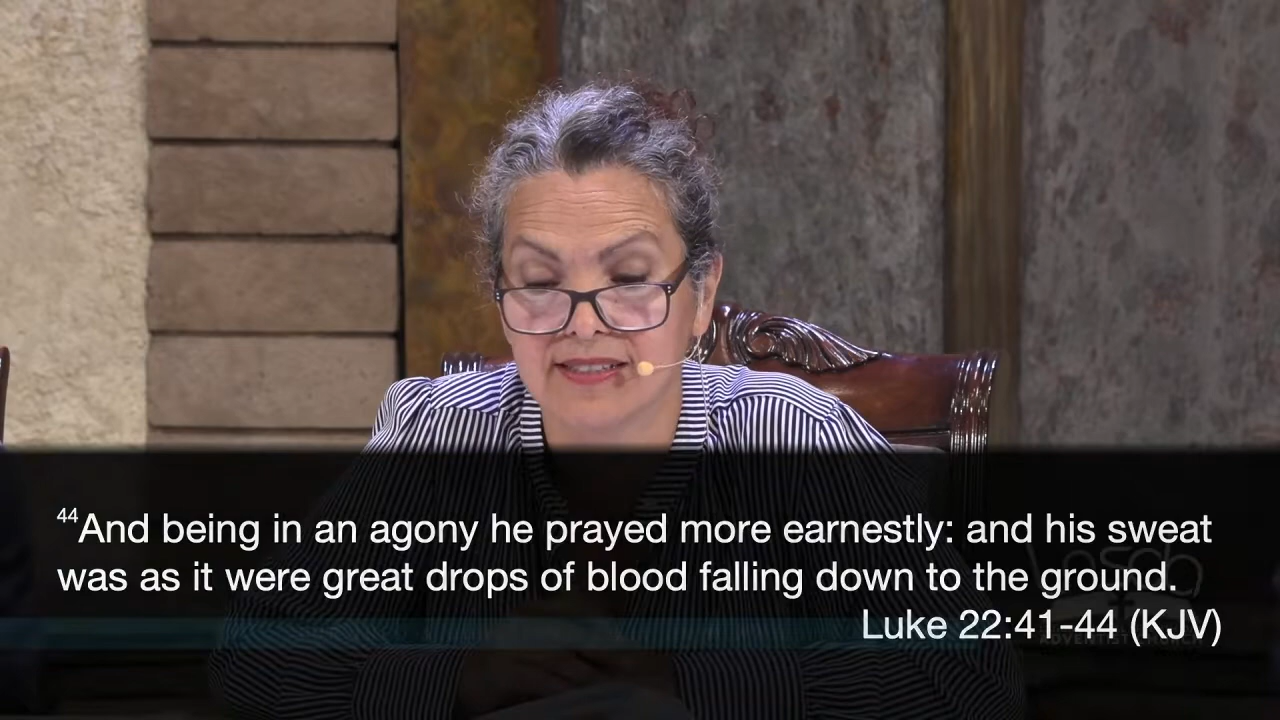 ⁴⁴And being in an agony he prayed more earnestly: and his sweat
was as it were great drops of blood falling down to the ground.
Luke 22:41-44 (KJV)